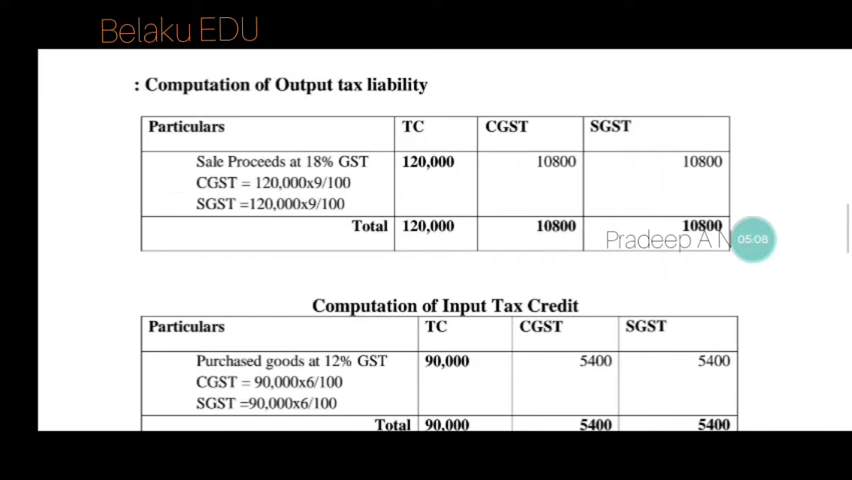 Belaku EDU
: Computation of Output tax liability
Particulars TC CGST SGST
Sale Proceeds at 18% GST 120,000 10800 10800
CGST = 120,000x9/100
SGST =120,000x9/100
Total 120,000 10800 10800
Pradeep A N 05:08
Computation of Input Tax Credit
Particulars TC CGST SGST
Purchased goods at 12% GST 90,000 5400 5400
CGST = 90,000x6/100
SGST =90,000x6/100
Total 90,000 5400 5400